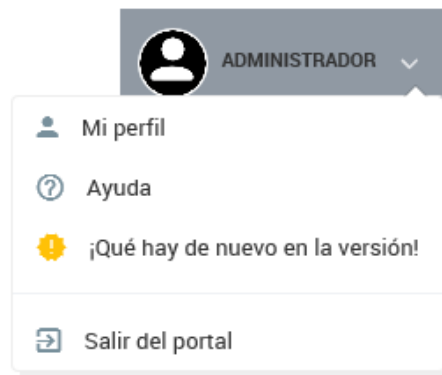 ADMINISTRADOR
Mi perfil
Ayuda
¡Qué hay de nuevo en la versión!
Salir del portal